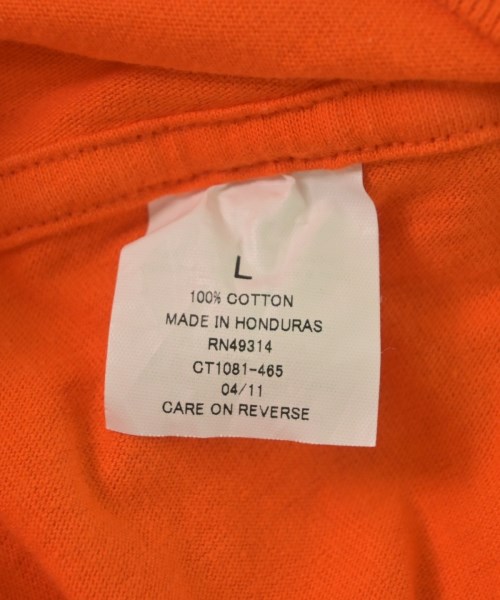 L
100% COTTON
MADE IN HONDURAS
RN49314
CT1081-465
04/11
CARE ON REVERSE